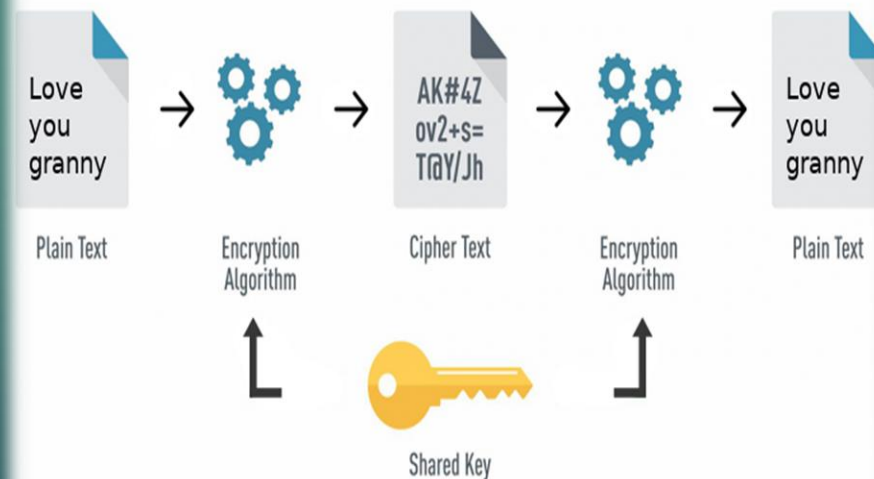 Love
you
granny
AK#4Z
ov2+s=
T@Y/Jh
Love
you
granny
Plain Text
Encryption
Algorithm
Cipher Text
Encryption
Algorithm
Plain Text
Shared Key